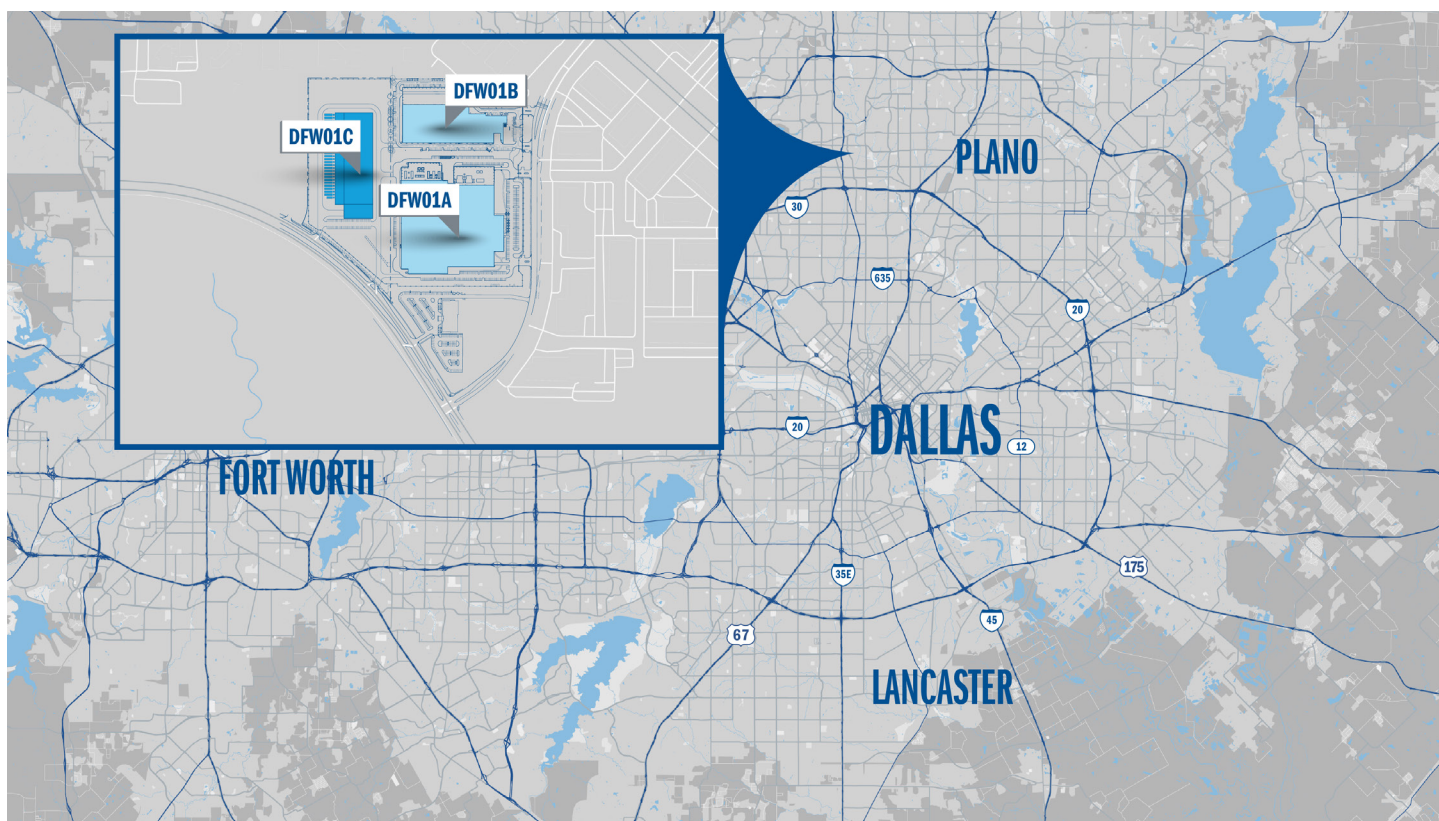 DFW01B
DFW01C
DFW01A
PLANO
30
635
20
DALLAS
20
12
FORT WORTH
35E
175
67
45
LANCASTER